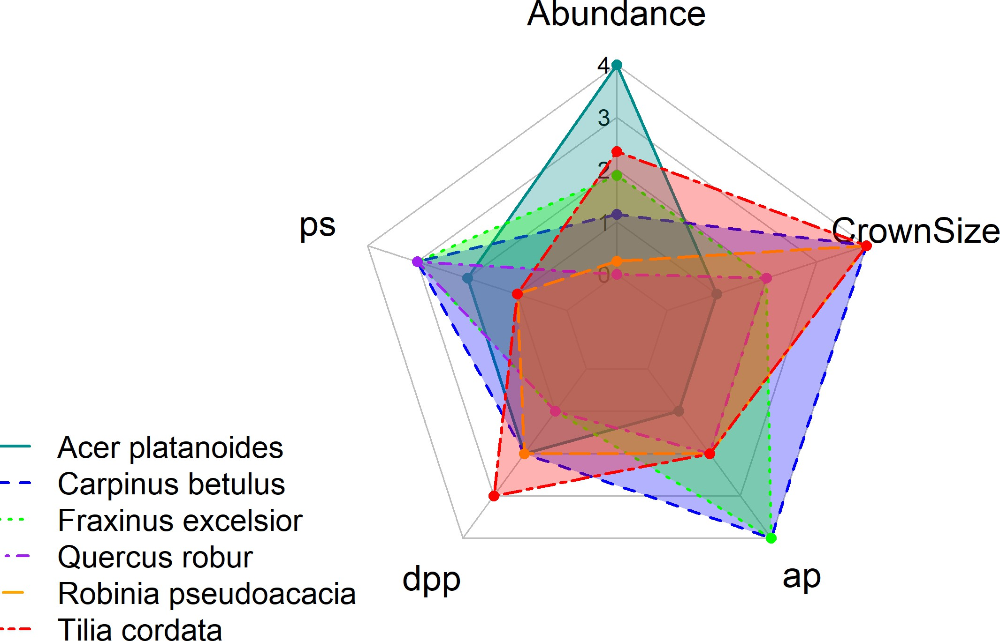 Abundance
4
3
2
1
0
CrownSize
ps
dpp
ap
Acer platanoides
Carpinus betulus
Fraxinus excelsior
Quercus robur
Robinia pseudoacacia
Tilia cordata